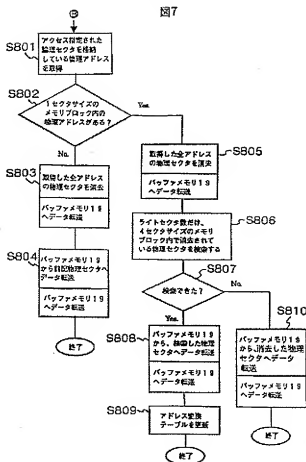 図7
B
S801
アクセス指定された
論理セクタを移動
している物理アドレス
を取得
S802
1セクタサイズの
メモリブロック内の
物理アドレスがある？
Yes
No
S803
取得した全アドレス
の物理セクタを消去
バッファメモリ19
へデータ転送
S804
バッファメモリ19
から前記物理セクタへ
データ転送
バッファメモリ19
へデータ転送
終了
S805
取得した全アドレス
の物理セクタを消去
バッファメモリ19
へデータ転送
S806
ライトセクタ数だけ、
4セクタサイズのメモリ
ブロック内で消去されて
いる物理セクタを検索する
S807
検索できた？
Yes
No
S808
バッファメモリ19
から、検索した物理セ
クタへデータ転送
バッファメモリ19
へデータ転送
S809
アドレス変換
テーブルを更新
終了
S810
バッファメモリ19
から、消去した物理
セクタへデータ
転送
バッファメモリ19
へデータ転送
終了